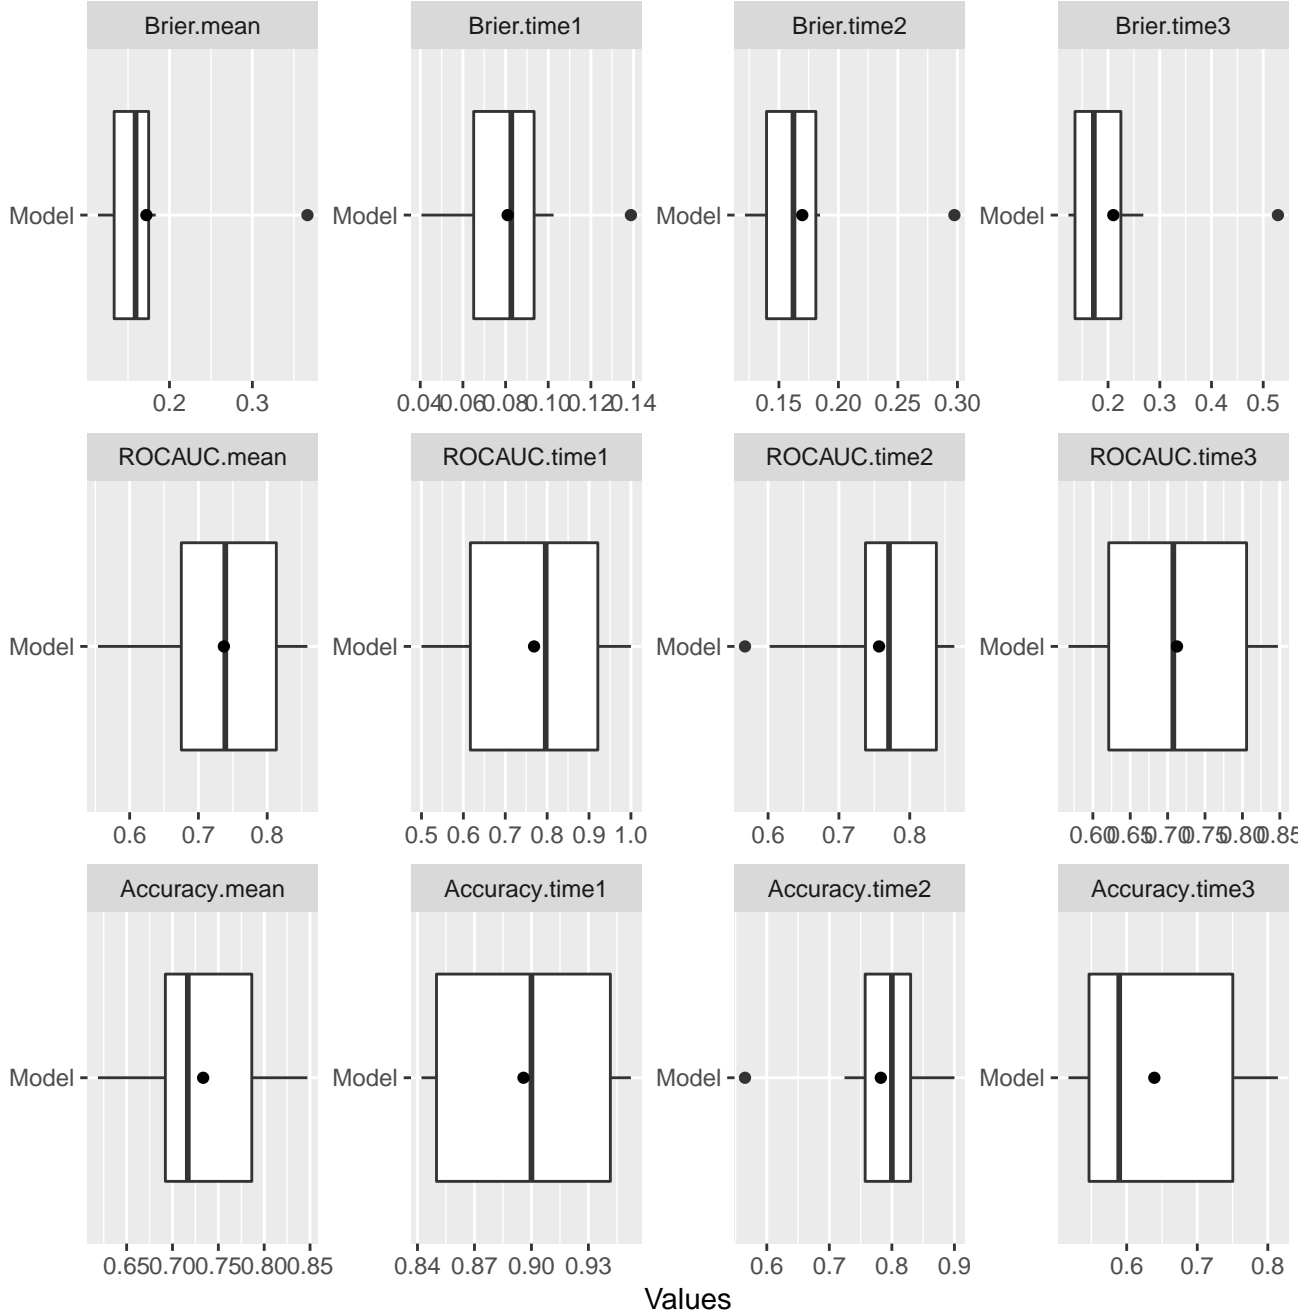 Brier.mean Brier.time1 Brier.time2 Brier.time3
Model Model Model Model
0.2 0.3 0.04 0.06 0.08 0.10 0.12 0.14 0.15 0.20 0.25 0.30 0.2 0.3 0.4 0.5
ROCAUC.mean ROCAUC.time1 ROCAUC.time2 ROCAUC.time3
Model Model Model Model
0.6 0.7 0.8 0.5 0.6 0.7 0.8 0.9 1.0 0.6 0.7 0.8 0.60 0.65 0.70 0.75 0.80 0.85
Accuracy.mean Accuracy.time1 Accuracy.time2 Accuracy.time3
Model Model Model Model
0.65 0.70 0.75 0.80 0.85 0.84 0.87 0.90 0.93 0.6 0.7 0.8 0.9 0.6 0.7 0.8
Values